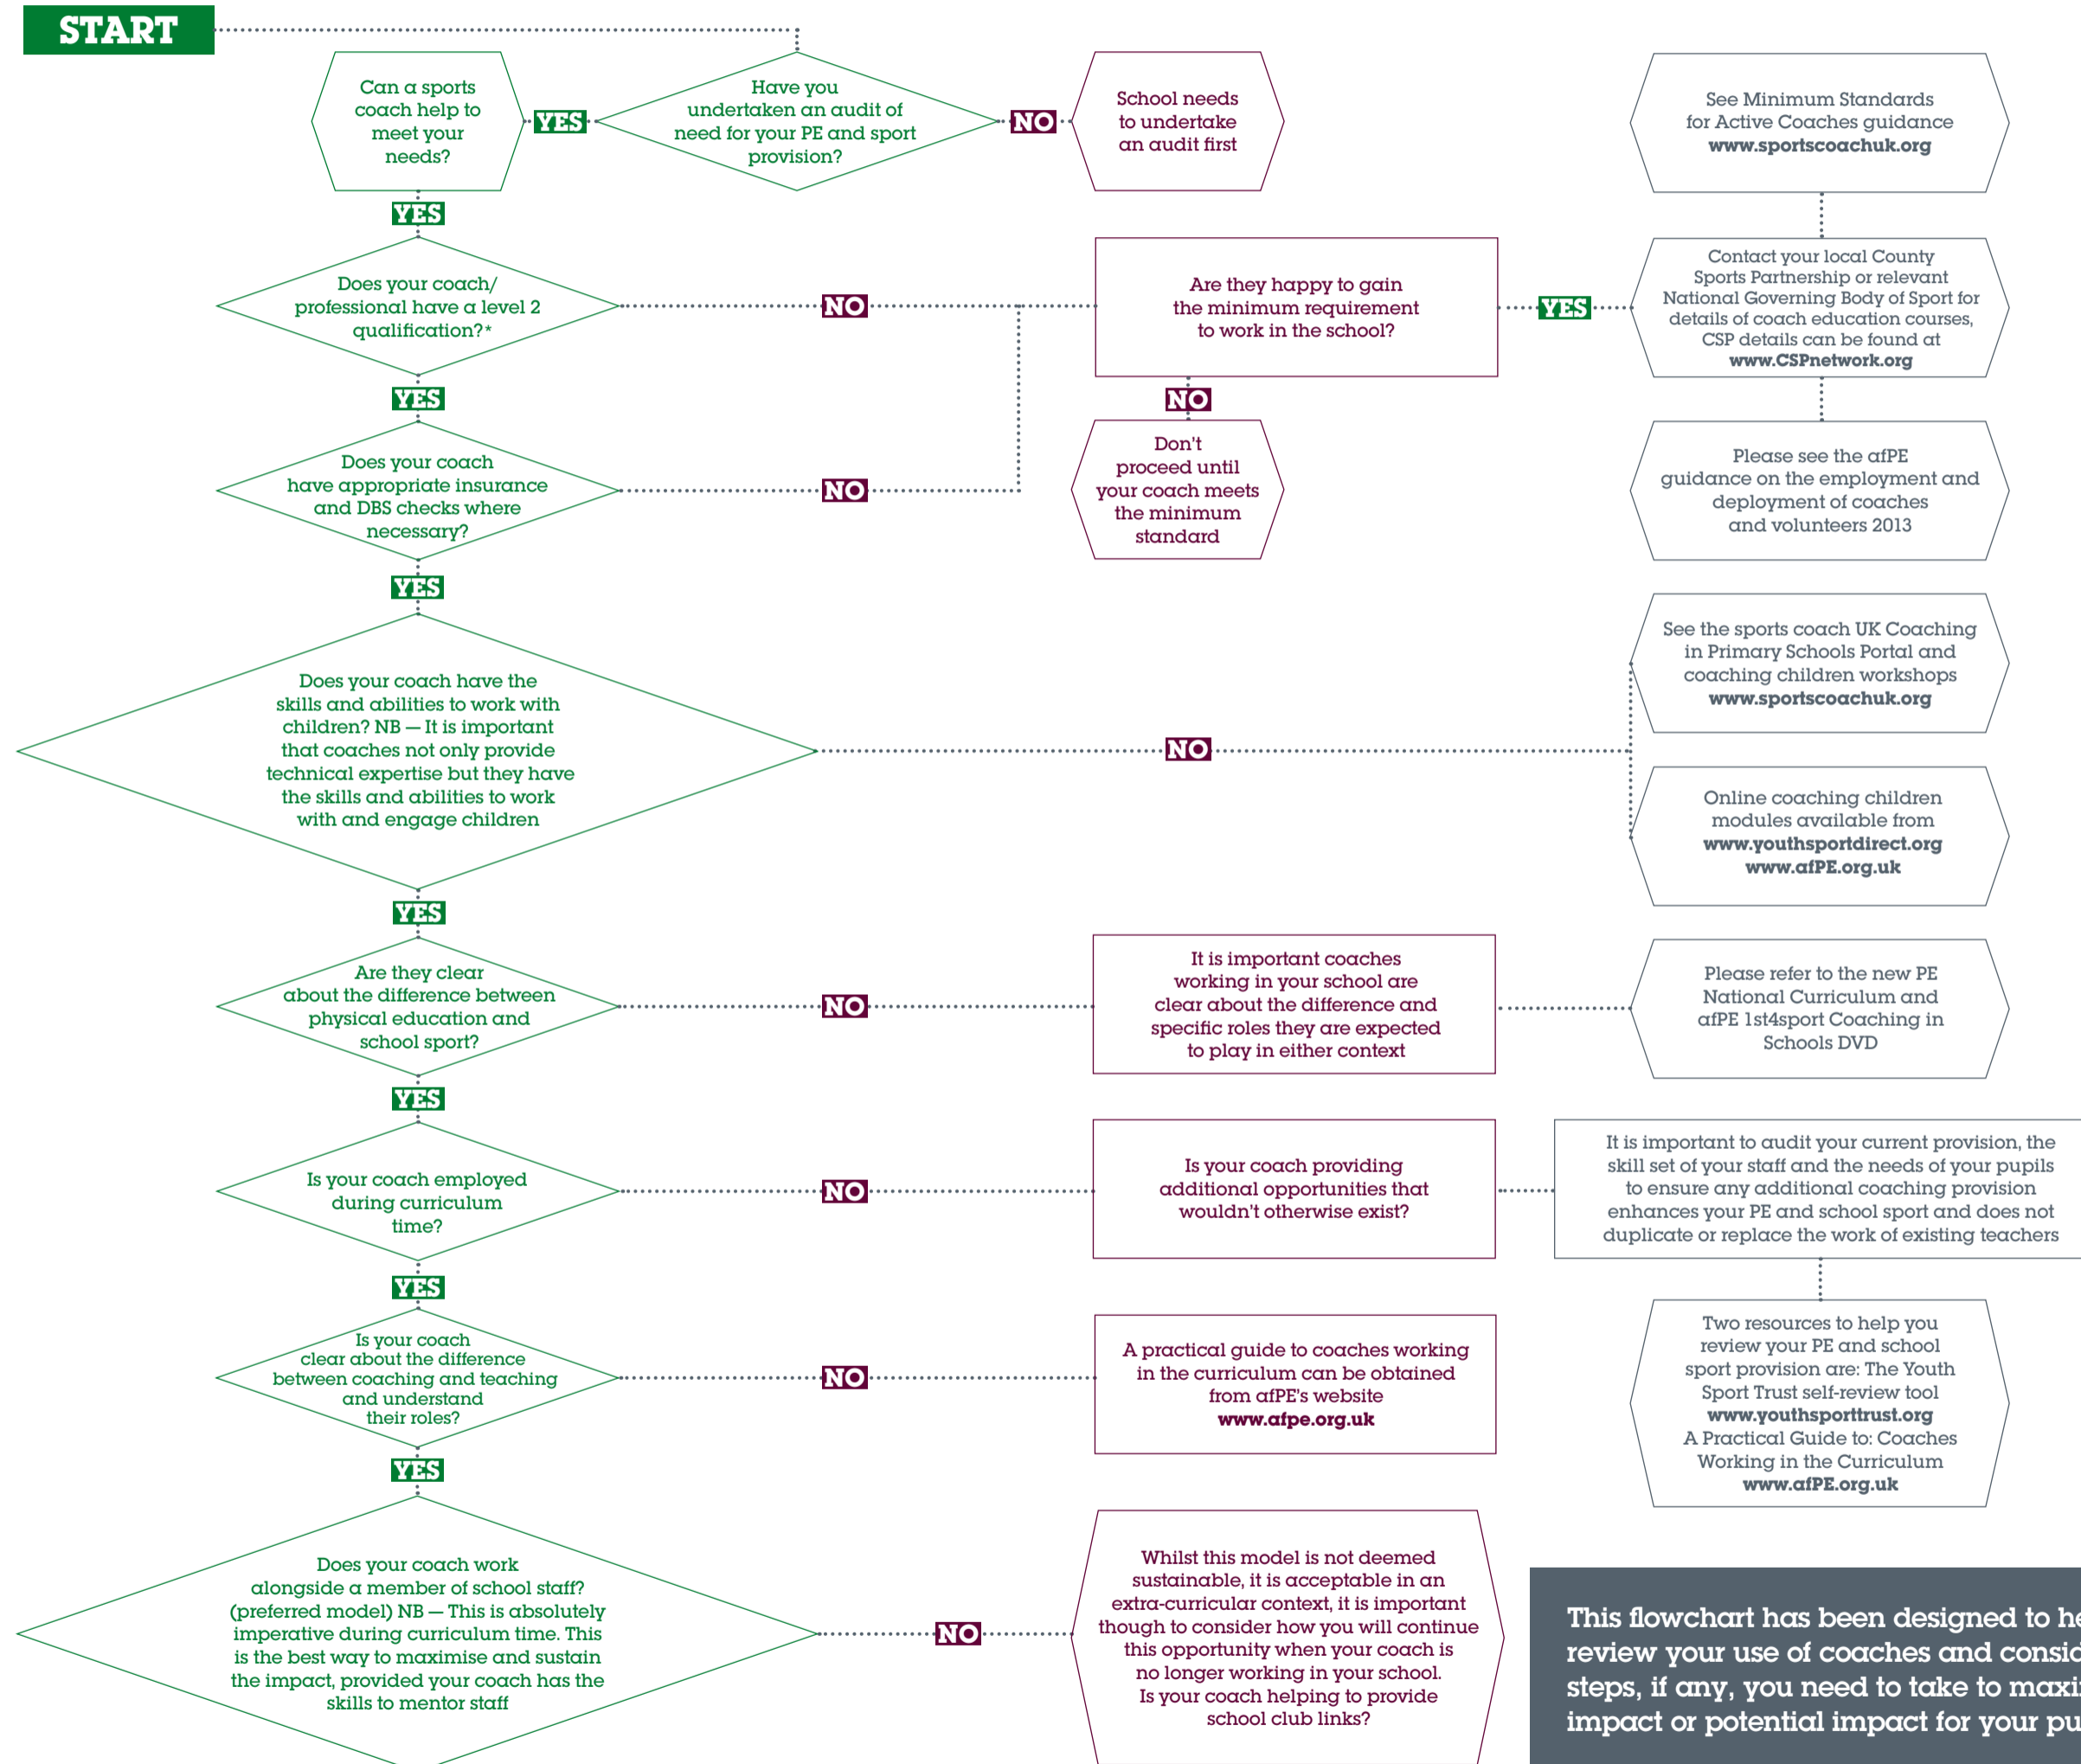 START
Can a sports
coach help to
meet your
needs?
YES
Have you
undertaken an audit of
need for your PE and sport
provision?
NO
School needs
to undertake
an audit first
See Minimum Standards
for Active Coaches guidance
www.sportscoachuk.org
YES
Does your coach/
professional have a level 2
qualification?*
NO
Are they happy to gain
the minimum requirement
to work in the school?
YES
Contact your local County
Sports Partnership or relevant
National Governing Body of Sport for
details of coach education courses,
CSP details can be found at
www.CSPnetwork.org
YES
NO
Does your coach
have appropriate insurance
and DBS checks where
necessary?
NO
Don't
proceed until
your coach meets
the minimum
standard
Please see the afPE
guidance on the employment and
deployment of coaches
and volunteers 2013
YES
Does your coach have the
skills and abilities to work with
children? NB — It is important
that coaches not only provide
technical expertise but they have
the skills and abilities to work
with and engage children
NO
See the sports coach UK Coaching
in Primary Schools Portal and
coaching children workshops
www.sportscoachuk.org
Online coaching children
modules available from
www.youthsportdirect.org
www.afPE.org.uk
YES
Are they clear
about the difference between
physical education and
school sport?
NO
It is important coaches
working in your school are
clear about the difference and
specific roles they are expected
to play in either context
Please refer to the new PE
National Curriculum and
afPE 1st4sport Coaching in
Schools DVD
YES
Is your coach employed
during curriculum
time?
NO
Is your coach providing
additional opportunities that
wouldn't otherwise exist?
It is important to audit your current provision, the
skill set of your staff and the needs of your pupils
to ensure any additional coaching provision
enhances your PE and school sport and does not
duplicate or replace the work of existing teachers
YES
Is your coach
clear about the difference
between coaching and teaching
and understand
their roles?
NO
A practical guide to coaches working
in the curriculum can be obtained
from afPE's website
www.afpe.org.uk
Two resources to help you
review your PE and school
sport provision are: The Youth
Sport Trust self-review tool
www.youthsporttrust.org
A Practical Guide to: Coaches
Working in the Curriculum
www.afPE.org.uk
YES
Does your coach work
alongside a member of school staff?
(preferred model) NB — This is absolutely
imperative during curriculum time. This
is the best way to maximise and sustain
the impact, provided your coach has the
skills to mentor staff
NO
Whilst this model is not deemed
sustainable, it is acceptable in an
extra-curricular context, it is important
though to consider how you will continue
this opportunity when your coach is
no longer working in your school.
Is your coach helping to provide
school club links?
This flowchart has been designed to
review your use of coaches and
steps, if any, you need to take to
impact or potential impact for your